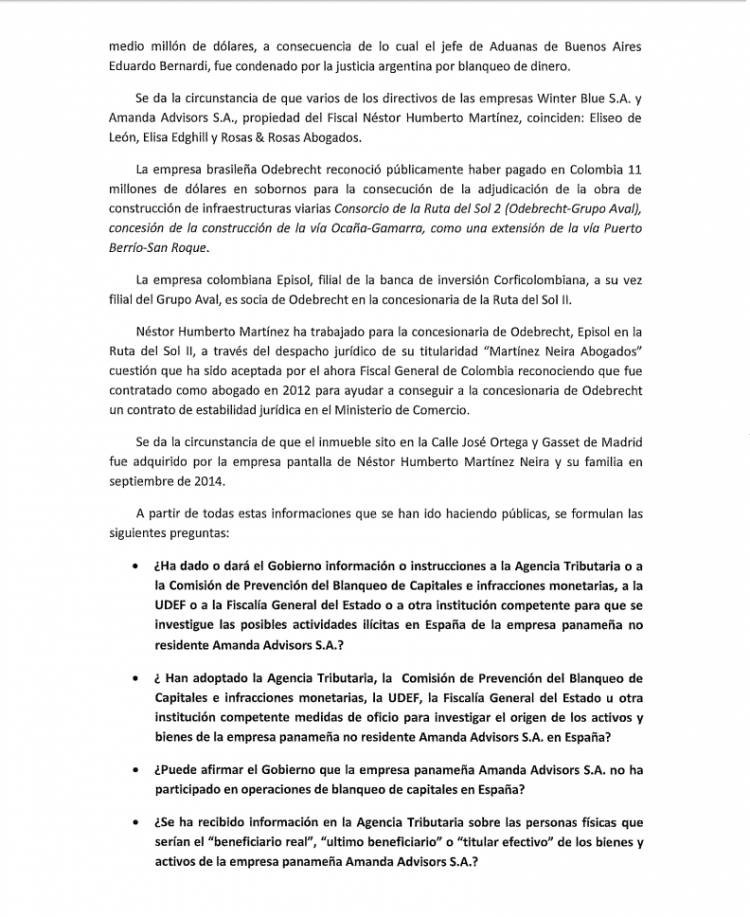 medio millón de dólares, a consecuencia de lo cual el jefe de Aduanas de Buenos Aires
Eduardo Bernardi, fue condenado por la justicia argentina por blanqueo de dinero.
Se da la circunstancia de que varios de los directivos de las empresas Winter Blue S.A. y
Amanda Advisors S.A., propiedad del Fiscal Néstor Humberto Martínez, coinciden: Eliseo de
León, Elisa Edghill y Rosas & Rosas Abogados.
La empresa brasileña Odebrecht reconoció públicamente haber pagado en Colombia 11
millones de dólares en sobornos para la consecución de la adjudicación de la obra de
construcción de infraestructuras viarias Consorcio de la Ruta del Sol 2 (Odebrecht-Grupo Aval),
concesión de la construcción de la vía Ocaña-Gamarra, como una extensión de la vía Puerto
Berrío-San Roque.
La empresa colombiana Episol, filial de la banca de inversión Corficolombiana, a su vez
filial del Grupo Aval, es socia de Odebrecht en la concesionaria de la Ruta del Sol II.
Néstor Humberto Martínez ha trabajado para la concesionaria de Odebrecht, Episol en la
Ruta del Sol II, a través del despacho jurídico de su titularidad “Martínez Neira Abogados”
cuestión que ha sido aceptada por el ahora Fiscal General de Colombia reconociendo que fue
contratado como abogado en 2012 para ayudar a conseguir a la concesionaria de Odebrecht
un contrato de estabilidad jurídica en el Ministerio de Comercio.
Se da la circunstancia de que el inmueble sito en la Calle José Ortega y Gasset de Madrid
fue adquirido por la empresa pantalla de Néstor Humberto Martínez Neira y su familia en
septiembre de 2014.
A partir de todas estas informaciones que se han ido haciendo públicas, se formulan las
siguientes preguntas:
• ¿Ha dado o dará el Gobierno información o instrucciones a la Agencia Tributaria o a
la Comisión de Prevención del Blanqueo de Capitales e infracciones monetarias, a la
UDEF o a la Fiscalía General del Estado o a otra institución competente para que se
investigue las posibles actividades ilícitas en España de la empresa panameña no
residente Amanda Advisors S.A.?
• ¿ Han adoptado la Agencia Tributaria, la Comisión de Prevención del Blanqueo de
Capitales e infracciones monetarias, la UDEF, la Fiscalía General del Estado u otra
institución competente medidas de oficio para investigar el origen de los activos y
bienes de la empresa panameña no residente Amanda Advisors S.A. en España?
• ¿Puede afirmar el Gobierno que la empresa panameña Amanda Advisors S.A. no ha
participado en operaciones de blanqueo de capitales en España?
• ¿Se ha recibido información en la Agencia Tributaria sobre las personas físicas que
serían el “beneficiario real”, “ultimo beneficiario” o “titular efectivo” de los bienes y
activos de la empresa panameña Amanda Advisors S.A.?